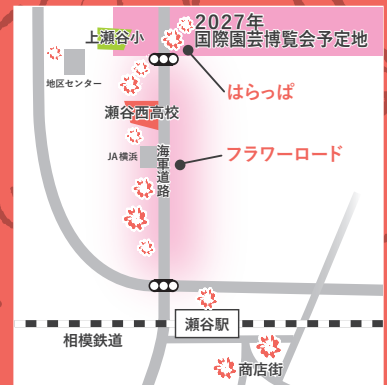 2027年
国際園芸博覧会予定地
上瀬谷小
地区センター
はらっぱ
瀬谷西高校
JA横浜
海軍道路
フラワーロード
瀬谷駅
相模鉄道
商店街